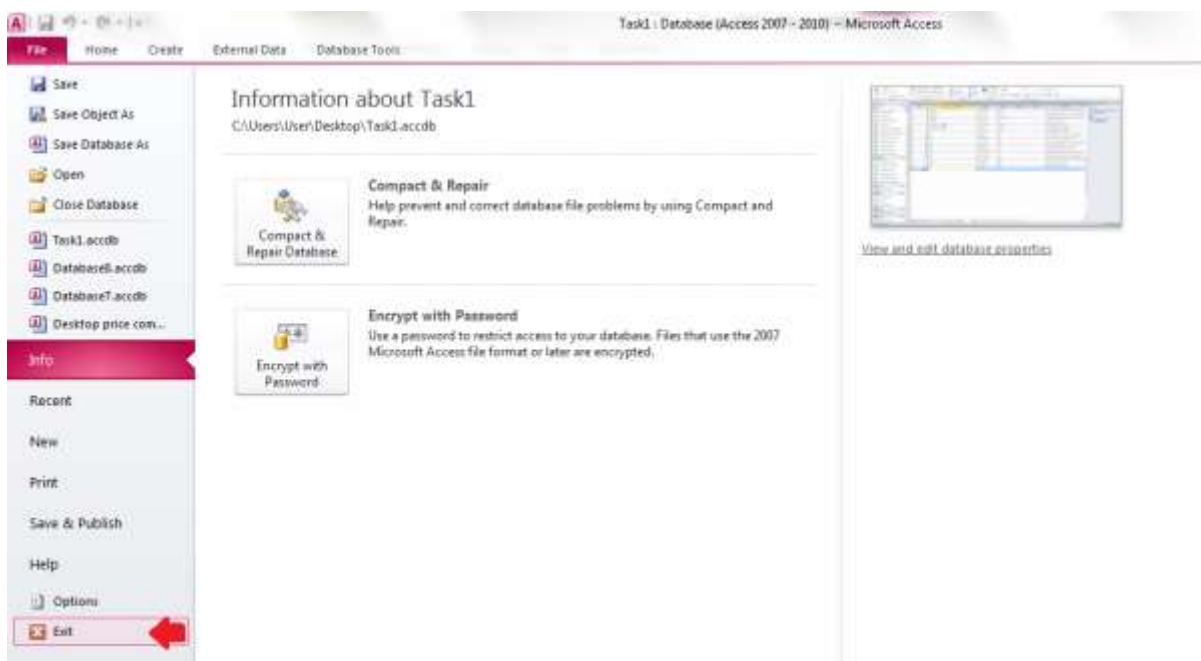 Task1 : Database (Access 2007 - 2010) - Microsoft Access
File Home Create External Data Database Tools
Save
Save Object As
Save Database As
Open
Close Database
Task1.accdb
Database8.accdb
Database7.accdb
Desktop price com...
Info
Recent
New
Print
Save & Publish
Help
Options
Exit
Information about Task1
C:\Users\User\Desktop\Task1.accdb
Compact &
Repair Database
Compact & Repair
Help prevent and correct database file problems by using Compact and
Repair.
Encrypt with
Password
Encrypt with Password
Use a password to restrict access to your database. Files that use the 2007
Microsoft Access file format or later are encrypted.
View and edit database properties